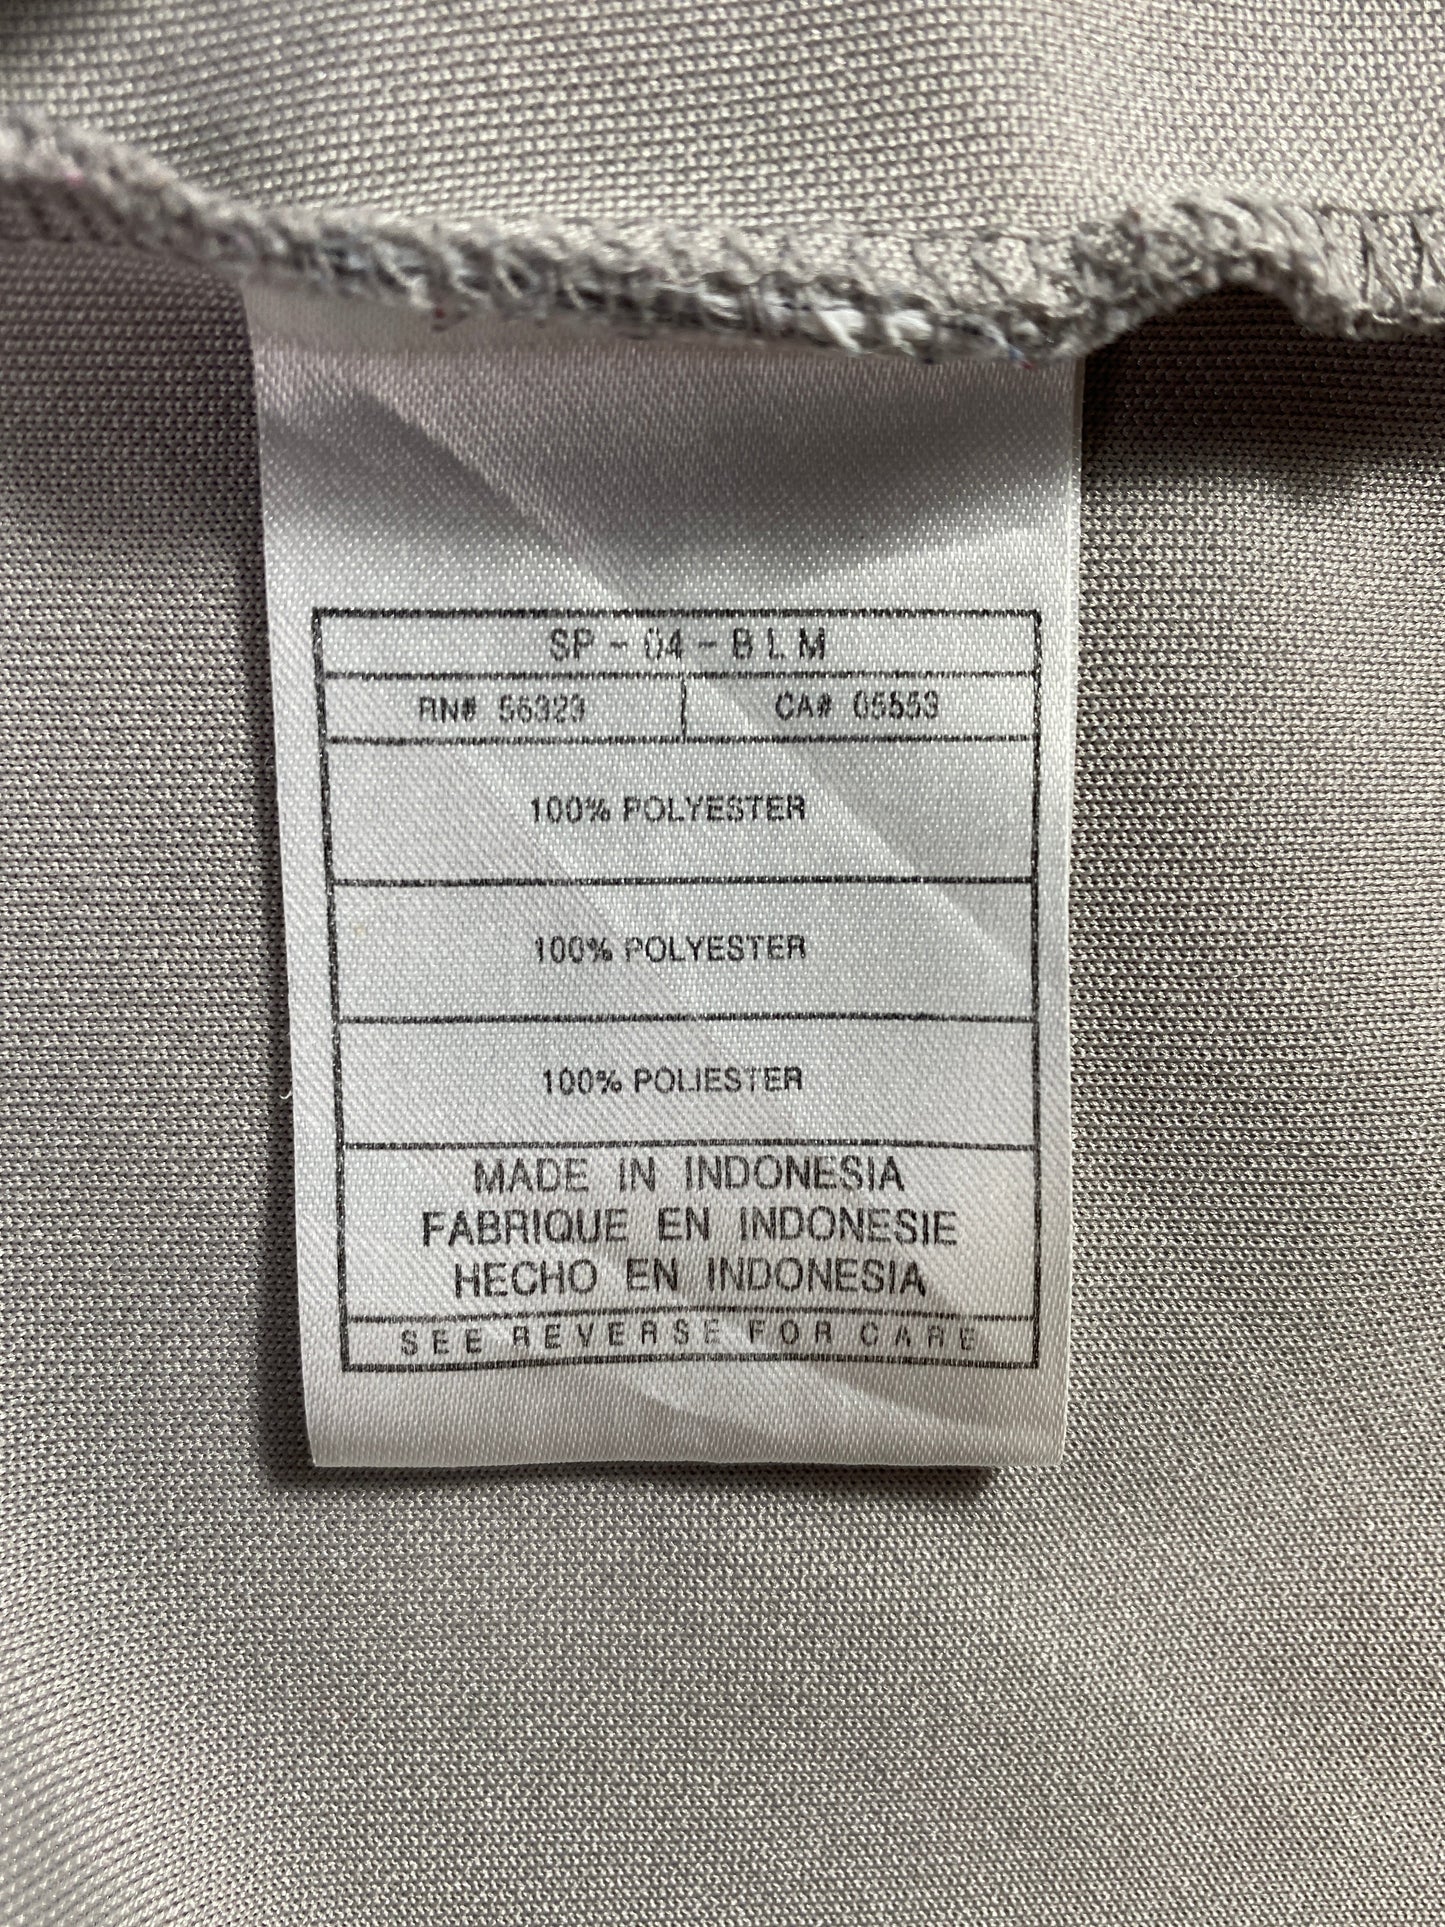 SP - 04 - B L M
RN# 56323 CA# 05553
100% POLYESTER
100% POLYESTER
100% POLIESTER
MADE IN INDONESIA
FABRIQUE EN INDONESIE
HECHO EN INDONESIA
SEE REVERSE FOR CARE